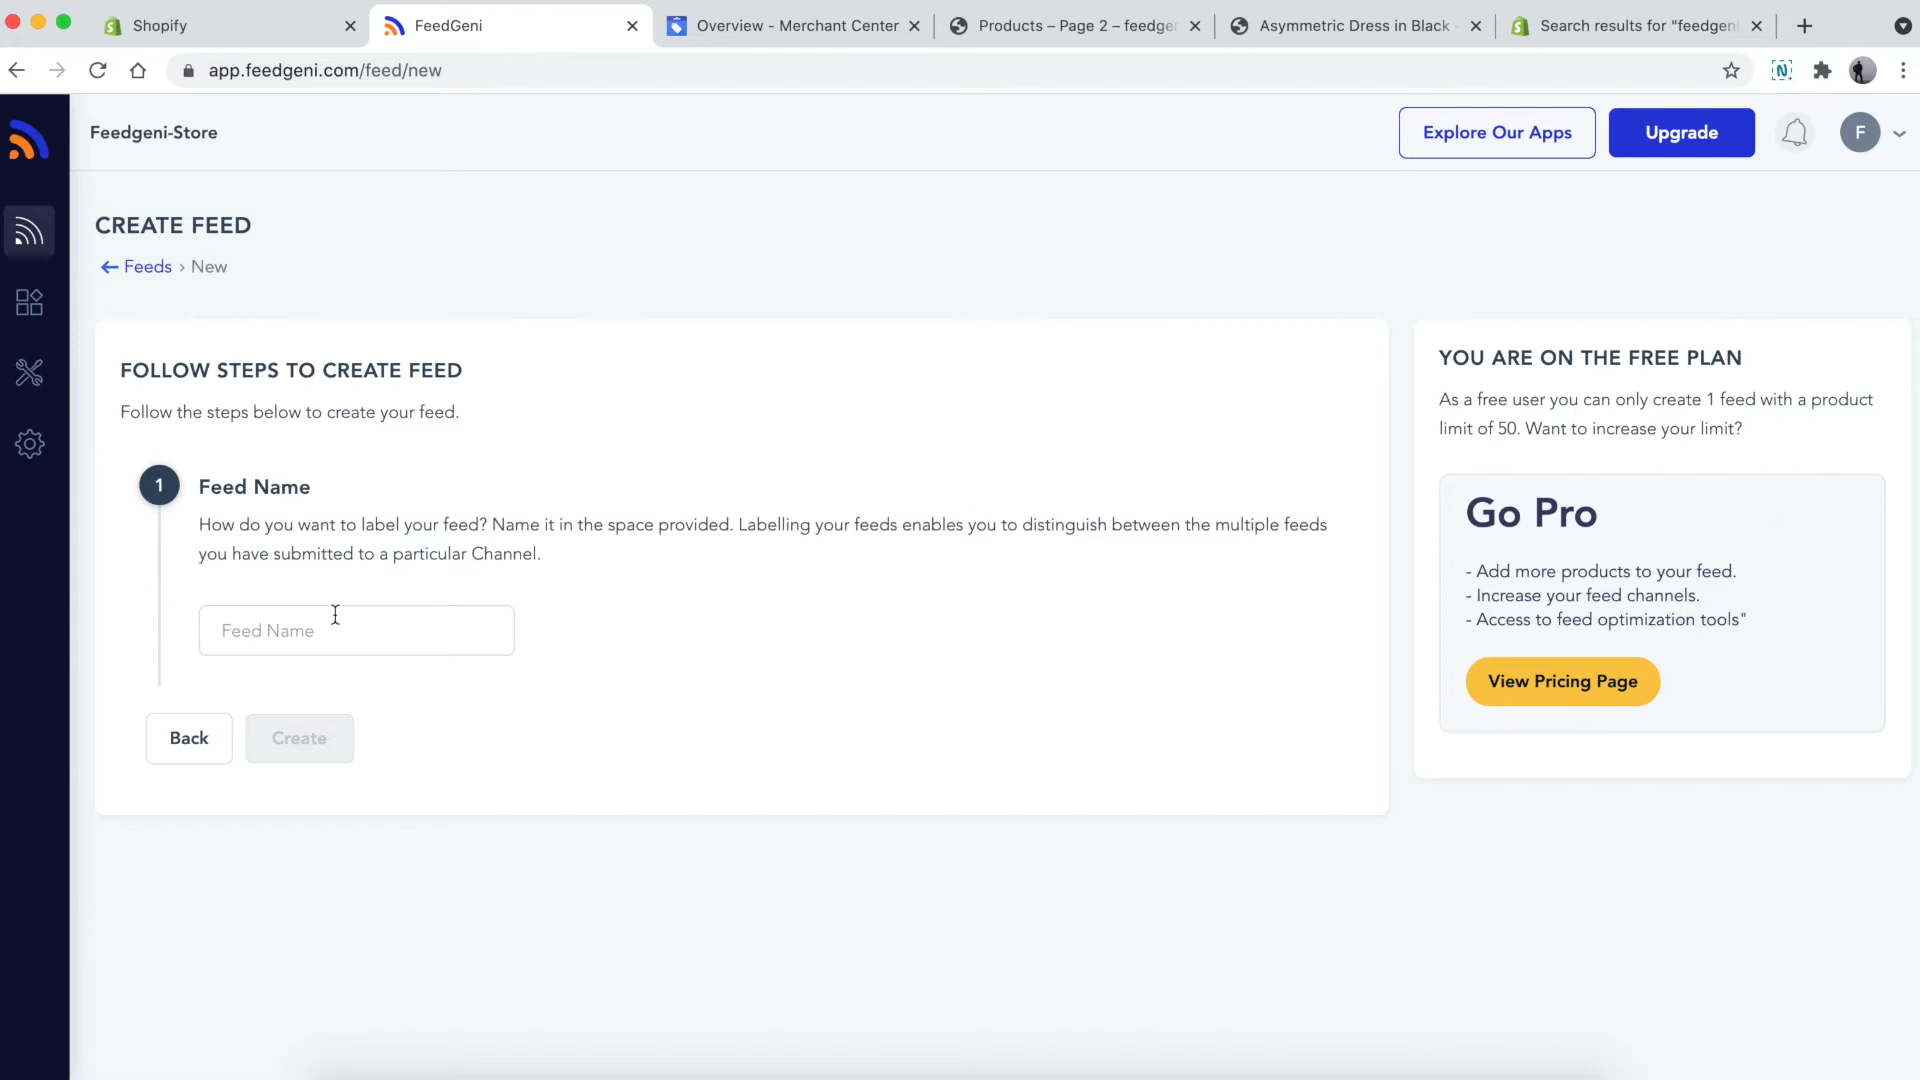 Shopify
FeedGeni
Overview - Merchant Center
Products – Page 2 – feedge
Asymmetric Dress in Black -
Search results for "feedgeni
app.feedgeni.com/feed/new
Feedgeni-Store
Explore Our Apps
Upgrade
F
CREATE FEED
← Feeds › New
FOLLOW STEPS TO CREATE FEED
Follow the steps below to create your feed.
1
Feed Name
How do you want to label your feed? Name it in the space provided. Labelling your feeds enables you to distinguish between the multiple feeds
you have submitted to a particular Channel.
Feed Name
Back
Create
YOU ARE ON THE FREE PLAN
As a free user you can only create 1 feed with a product
limit of 50. Want to increase your limit?
Go Pro
- Add more products to your feed.
- Increase your feed channels.
- Access to feed optimization tools"
View Pricing Page